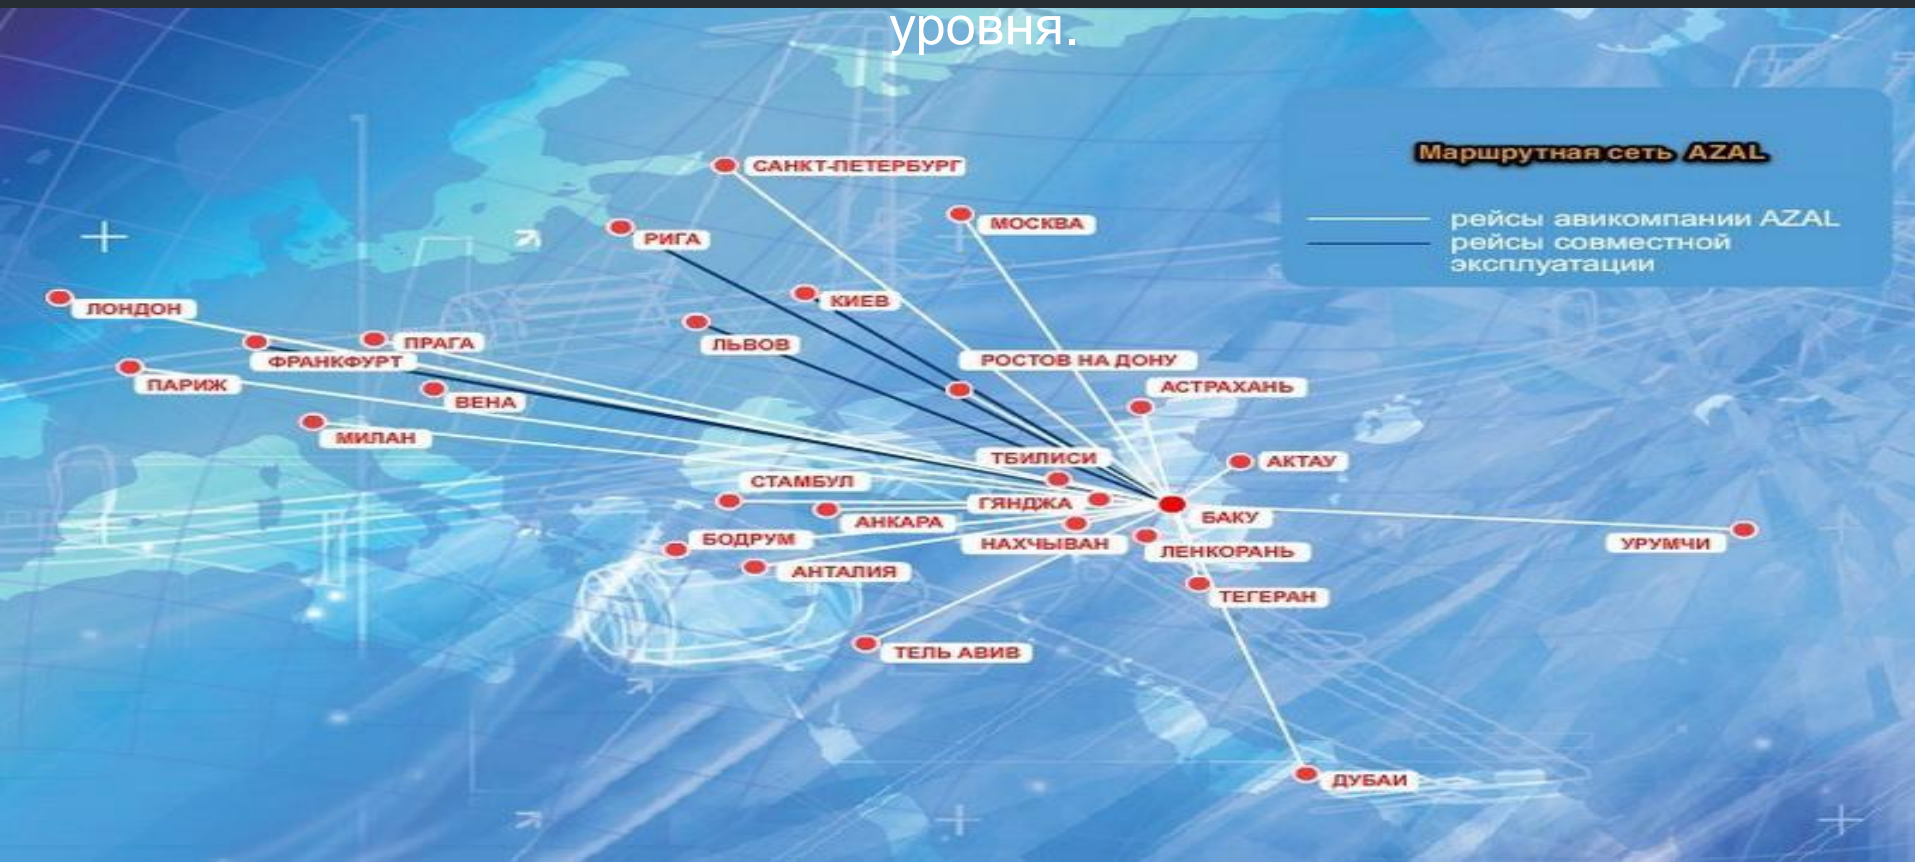 уровня.
Маршрутная сеть AZAL
рейсы авикомпании AZAL
рейсы совместной
эксплуатации
САНКТ-ПЕТЕРБУРГ
МОСКВА
РИГА
КИЕВ
ЛОНДОН
ПРАГА
ЛЬВОВ
ФРАНКФУРТ
РОСТОВ НА ДОНУ
ПАРИЖ
АСТРАХАНЬ
ВЕНА
МИЛАН
ТБИЛИСИ
АКТАУ
СТАМБУЛ
ГЯНДЖА
БАКУ
АНКАРА
БОДРУМ
НАХЧЫВАН
УРУМЧИ
ЛЕНКОРАНЬ
АНТАЛИЯ
ТЕГЕРАН
ТЕЛЬ АВИВ
ДУБАИ